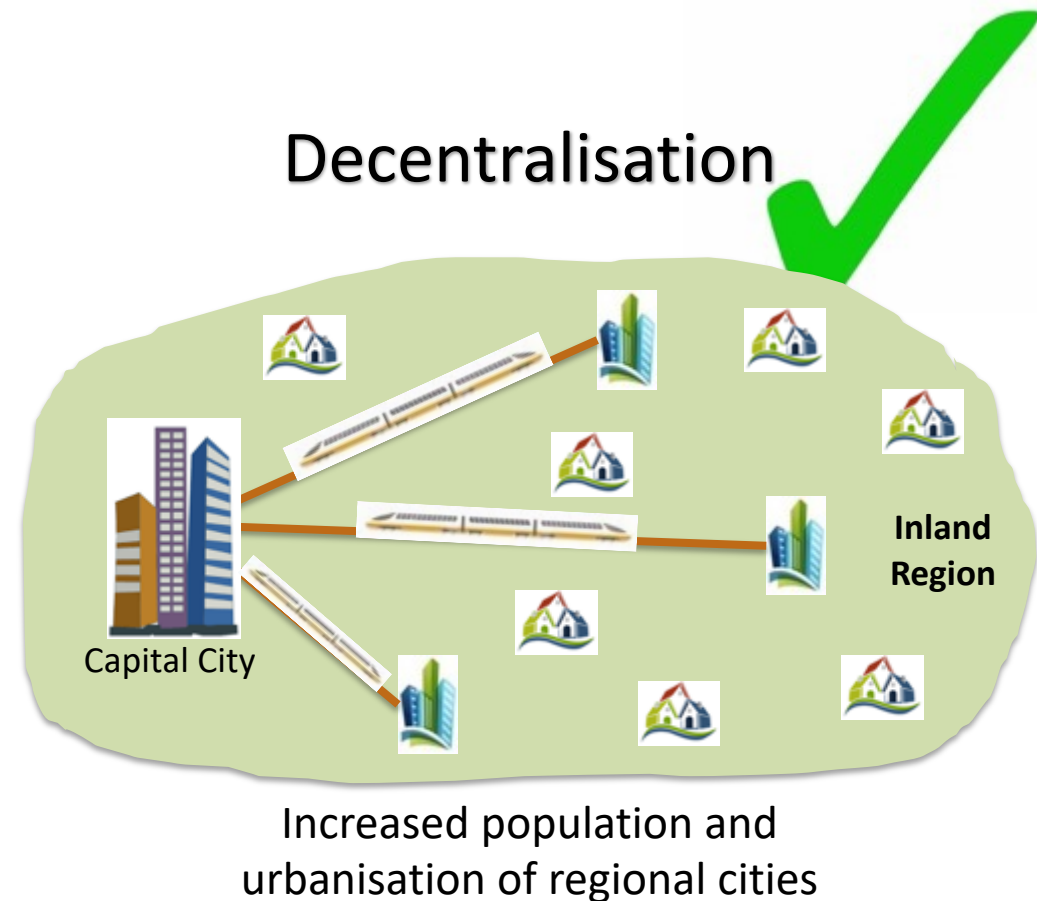 Decentralisation
Inland
Region
Capital City
Increased population and
urbanisation of regional cities